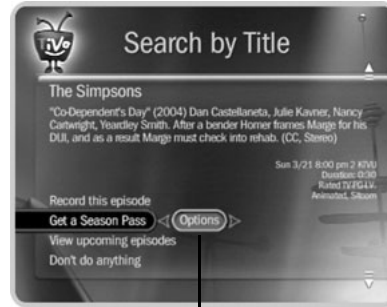 TiVo
Search by Title
The Simpsons
"Co-Dependent's Day" (2004) Dan Castellaneta, Julie Kavner, Nancy
Cartwright, Yeardley Smith. After a bender Homer frames Marge for his
DUI, and as a result Marge must check into rehab. (CC, Stereo)
Sun 3/21 8:00 pm 2 KTVU
Duration: 0:30
Rated TV-PG-LV,
Animated, Sitcom
Record this episode
Get a Season Pass Options
View upcoming episodes
Don't do anything